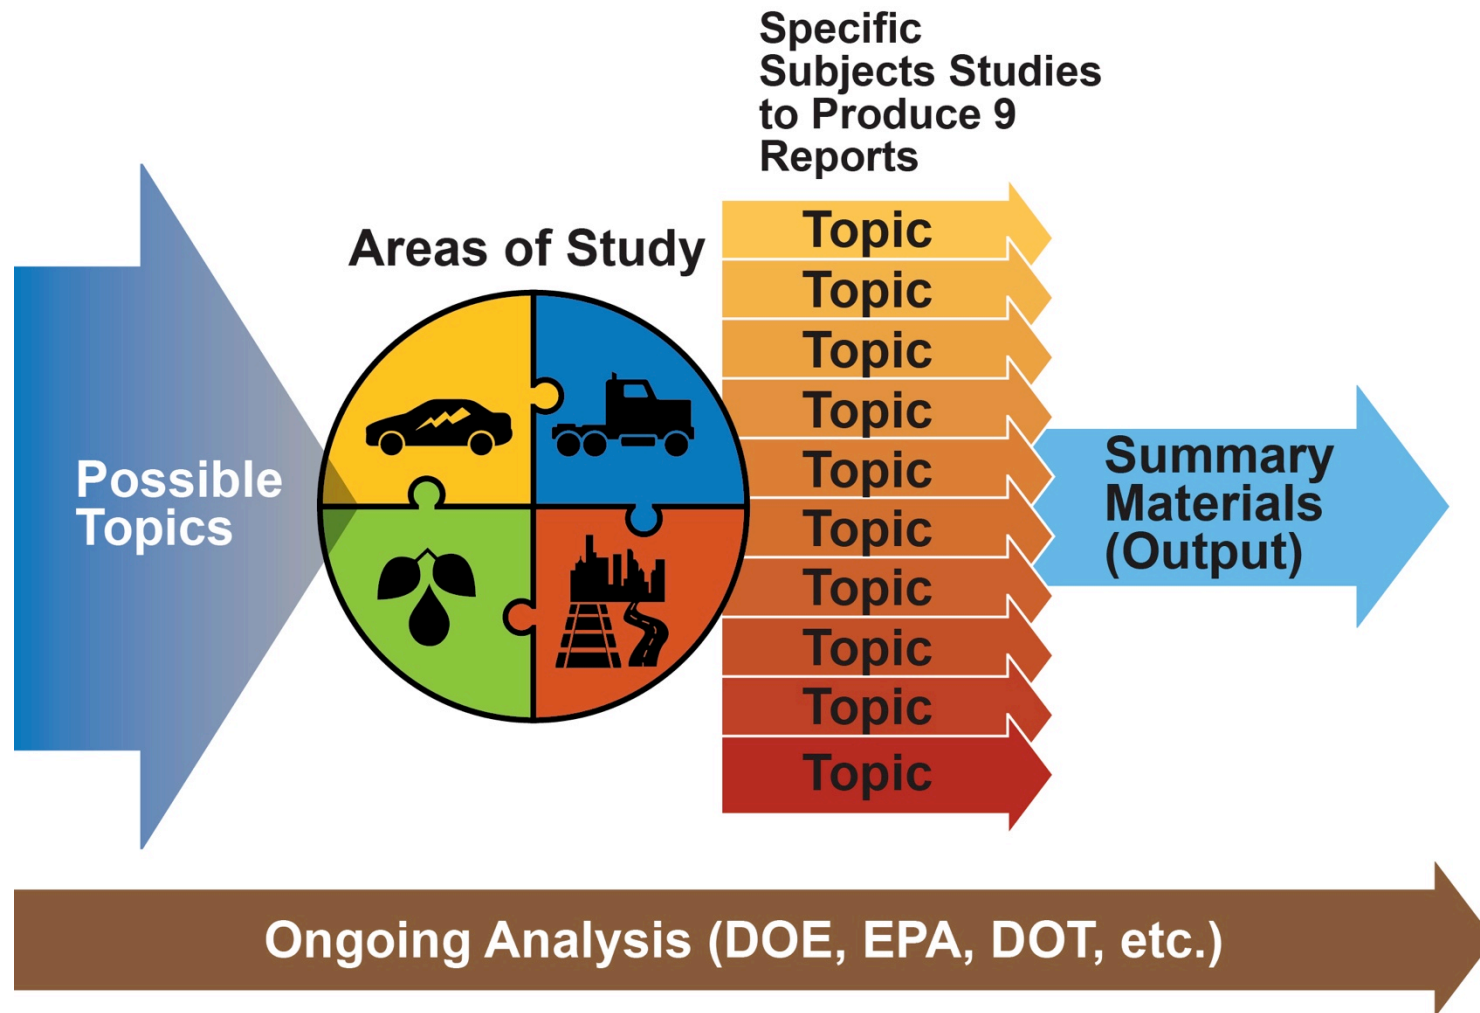 Specific
Subjects Studies
to Produce 9
Reports
Areas of Study
Possible
Topics
Topic
Topic
Topic
Topic
Topic
Topic
Topic
Topic
Topic
Topic
Summary
Materials
(Output)
Ongoing Analysis (DOE, EPA, DOT, etc.)